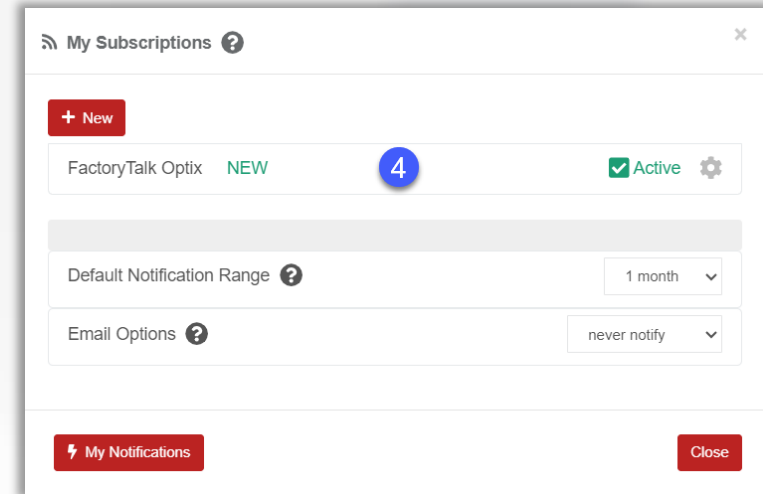 My Subscriptions ?
×
+ New
FactoryTalk Optix NEW 4 Active
Default Notification Range ? 1 month
Email Options ? never notify
My Notifications Close